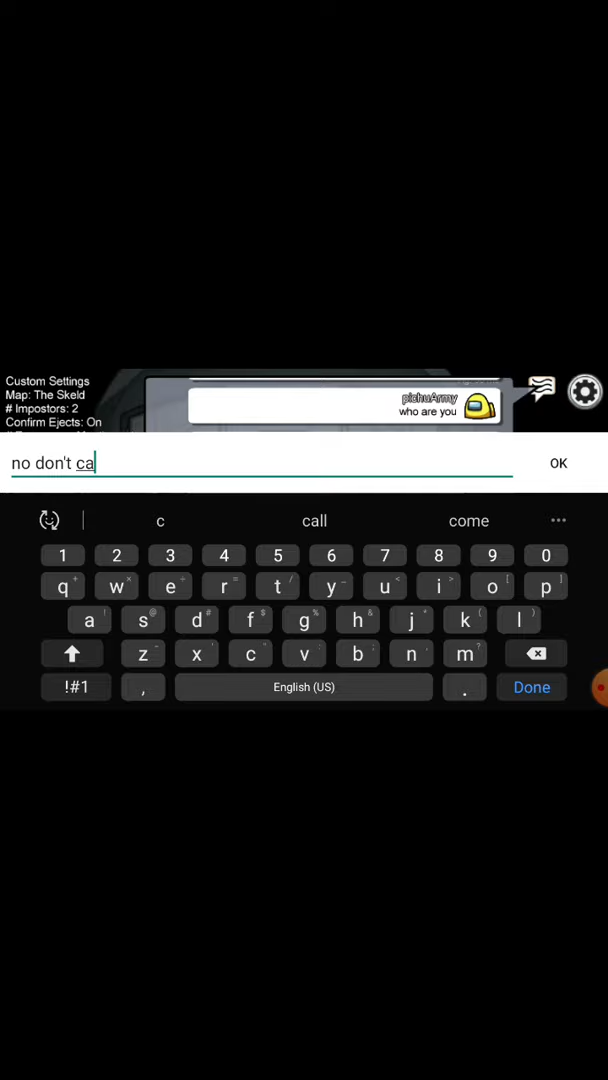 Custom Settings
Map: The Skeld
# Impostors: 2
Confirm Ejects: On
pichuArmy
who are you
no don't ca
OK
c call come
1 2 3 4 5 6 7 8 9 0
q w e r t y u i o p
a s d f g h j k l
z x c v b n m
!#1 , English (US) . Done